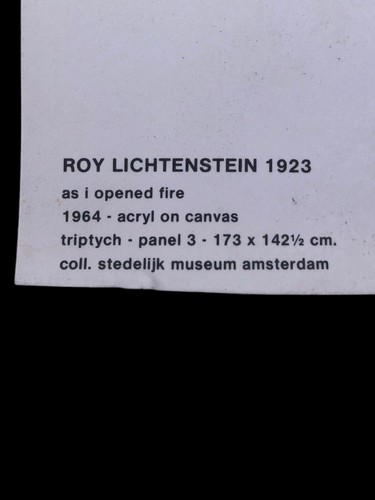 ROY LICHTENSTEIN 1923
as i opened fire
1964 - acryl on canvas
triptych - panel 3 - 173 x 142½ cm.
coll. stedelijk museum amsterdam